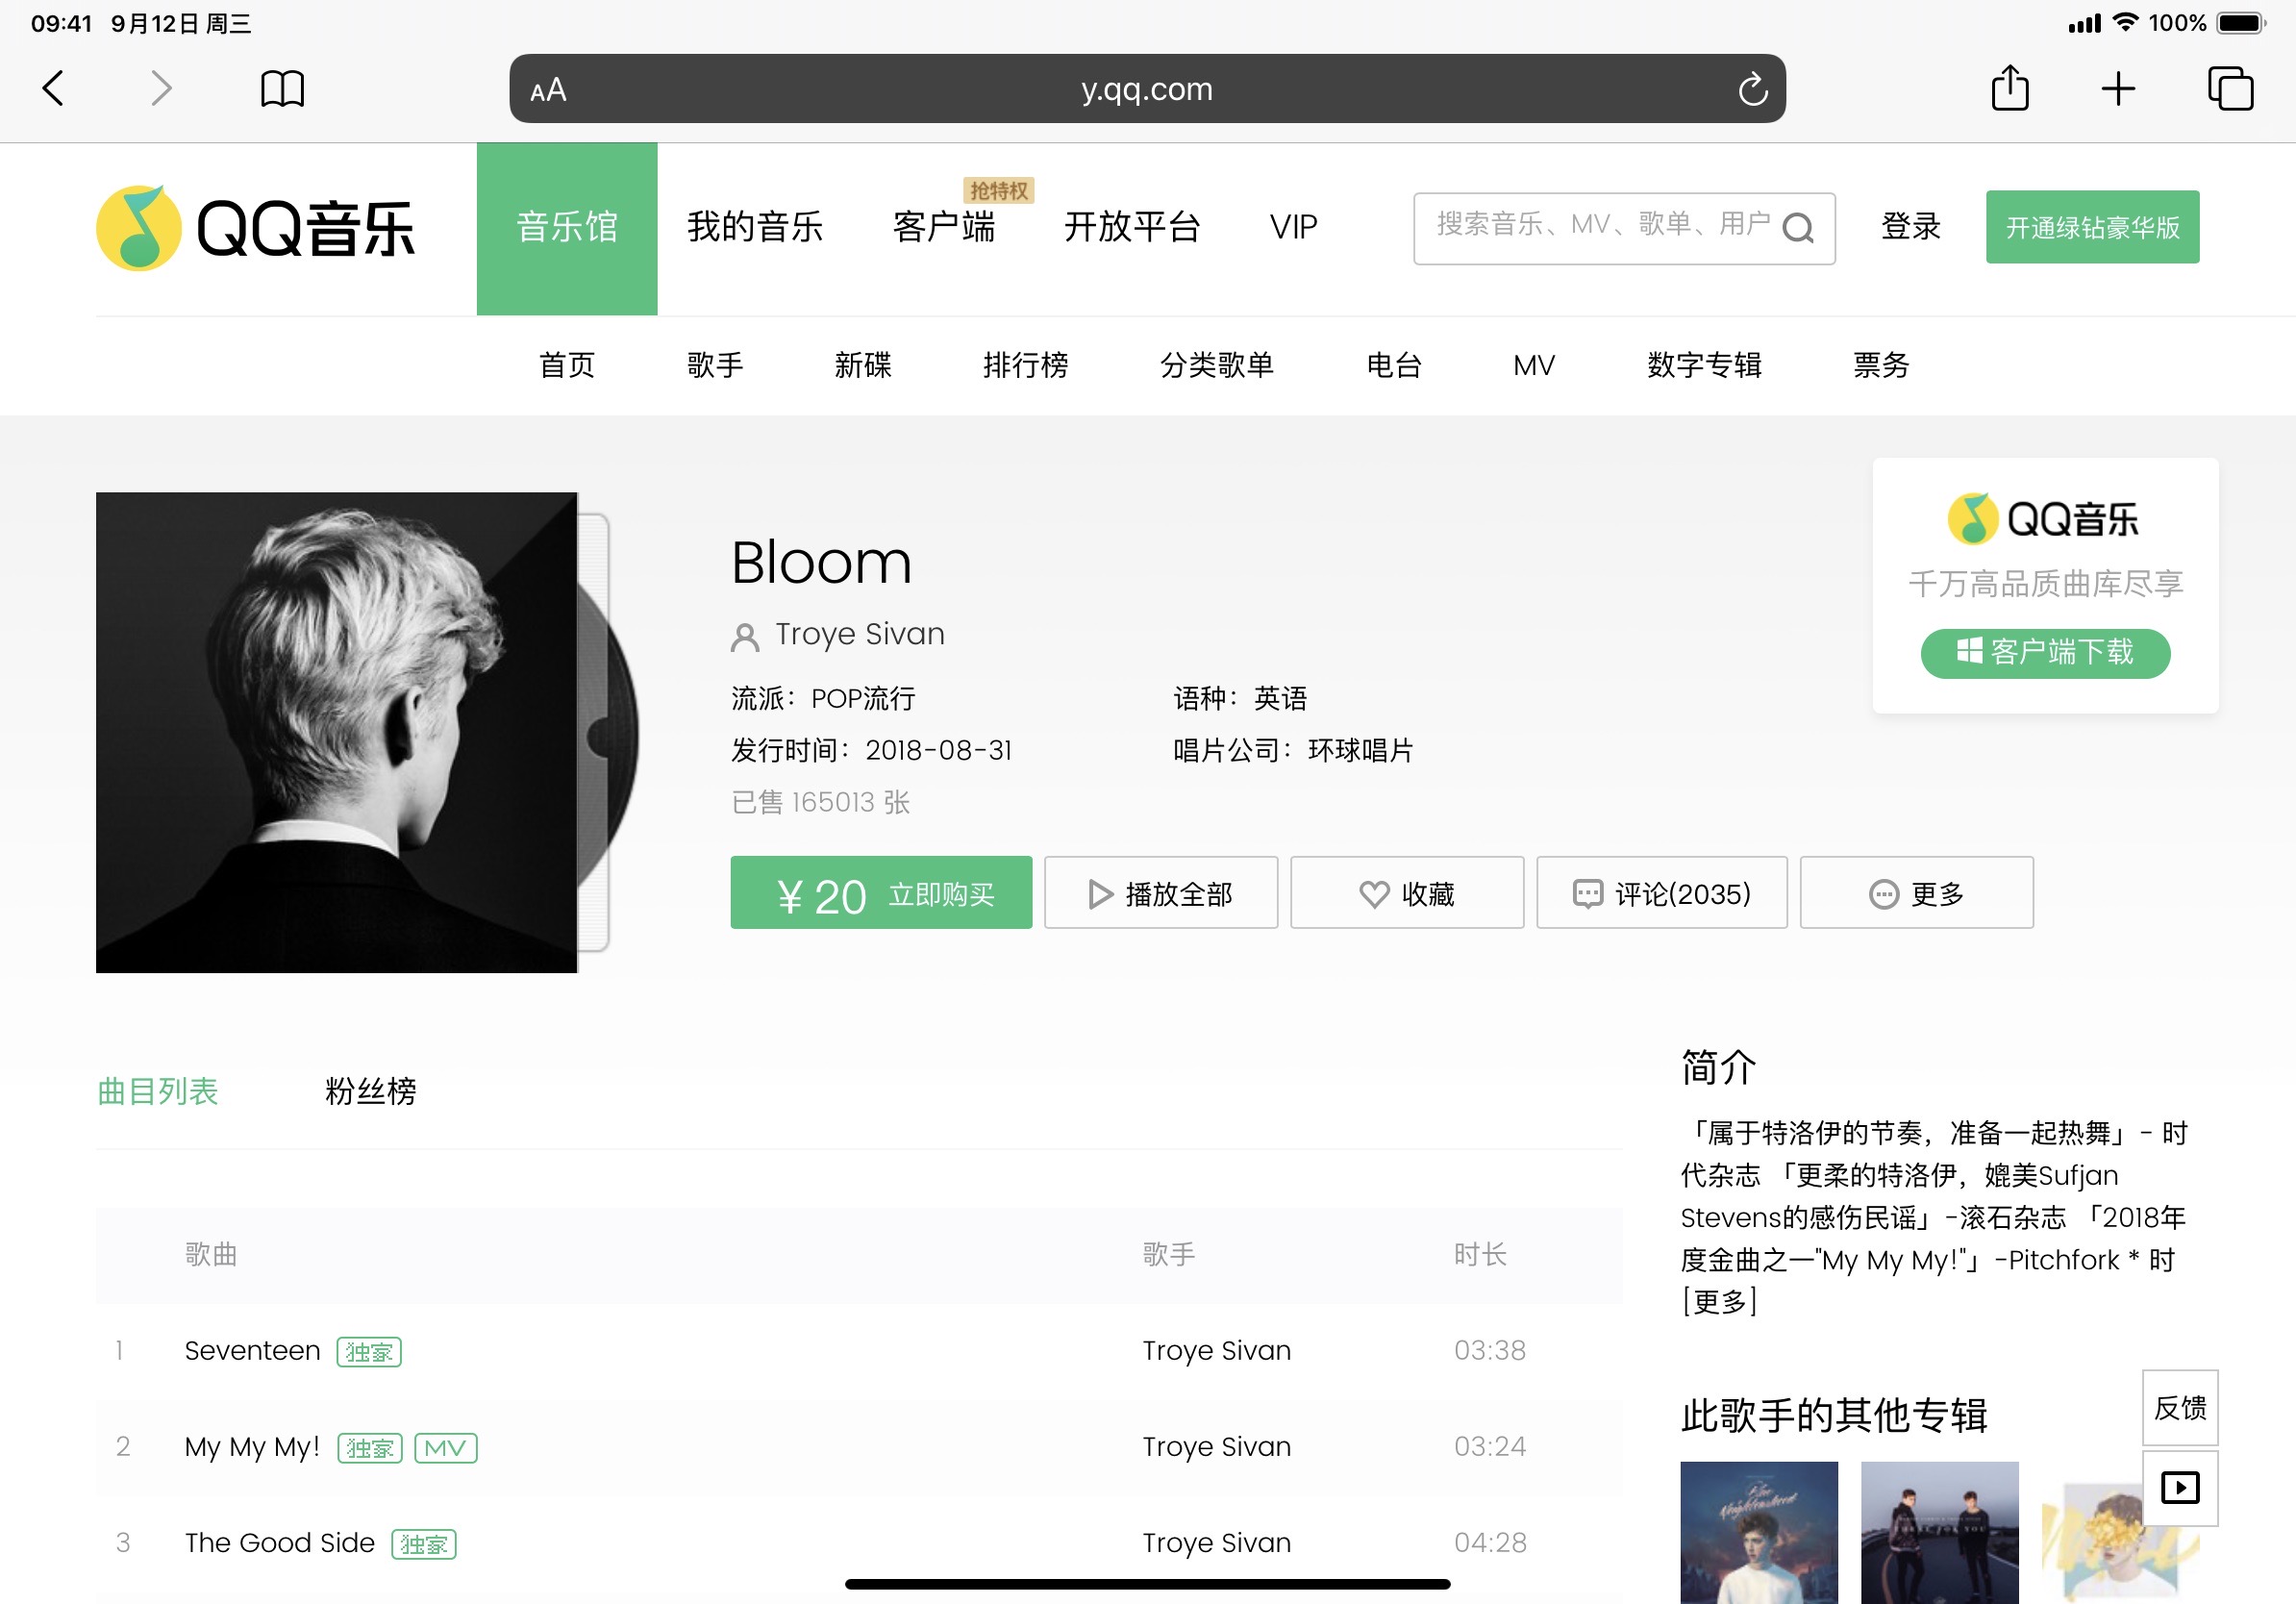 09:41 9月12日 周三
100%
AA y.qq.com
QQ音乐
音乐馆 我的音乐 客户端 抢特权 开放平台 VIP
搜索音乐、MV、歌单、用户
登录
开通绿钻豪华版
首页 歌手 新碟 排行榜 分类歌单 电台 MV 数字专辑 票务
Bloom
Troye Sivan
流派：POP流行 语种：英语
发行时间：2018-08-31 唱片公司：环球唱片
已售 165013 张
¥ 20 立即购买 播放全部 收藏 评论(2035) 更多
QQ音乐
千万高品质曲库尽享
客户端下载
曲目列表 粉丝榜
歌曲 歌手 时长
1 Seventeen 独家 Troye Sivan 03:38
2 My My My! 独家 MV Troye Sivan 03:24
3 The Good Side 独家 Troye Sivan 04:28
简介
「属于特洛伊的节奏，准备一起热舞」- 时
代杂志 「更柔的特洛伊，媲美Sufjan
Stevens的感伤民谣」-滚石杂志 「2018年
度金曲之一"My My My!"」-Pitchfork * 时
[更多]
此歌手的其他专辑
反馈
Blue
Neighbourhood
THERE FOR YOU